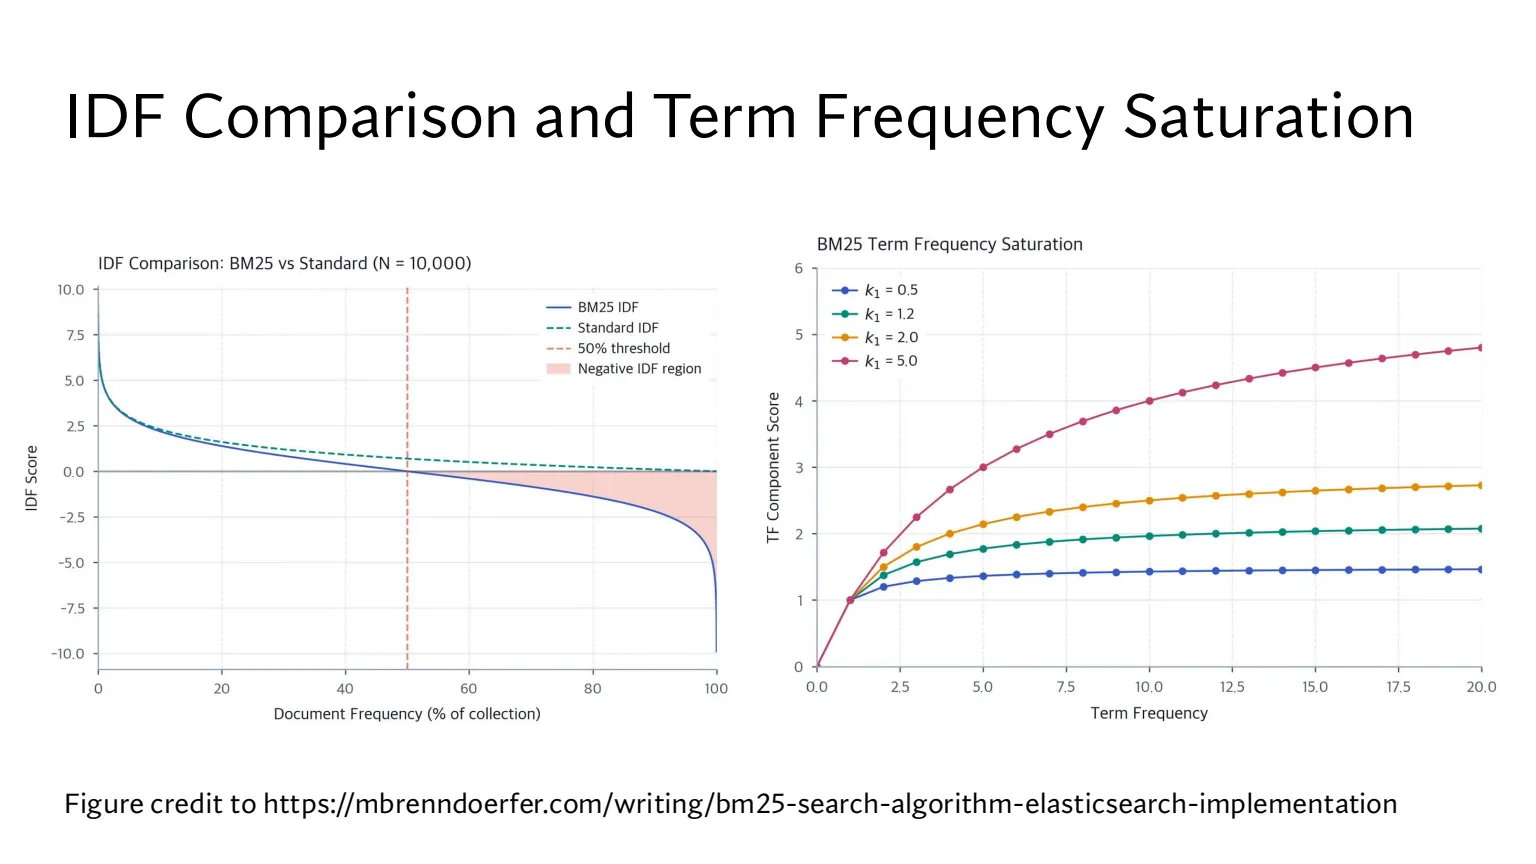 IDF Comparison and Term Frequency Saturation
IDF Comparison: BM25 vs Standard (N = 10,000)
10.0
7.5
5.0
2.5
0.0
−2.5
−5.0
−7.5
−10.0
IDF Score
BM25 IDF
Standard IDF
50% threshold
Negative IDF region
0 20 40 60 80 100
Document Frequency (% of collection)
BM25 Term Frequency Saturation
6
5
4
3
2
1
0
TF Component Score
k₁ = 0.5
k₁ = 1.2
k₁ = 2.0
k₁ = 5.0
0.0 2.5 5.0 7.5 10.0 12.5 15.0 17.5 20.0
Term Frequency
Figure credit to https://mbrenndoerfer.com/writing/bm25-search-algorithm-elasticsearch-implementation